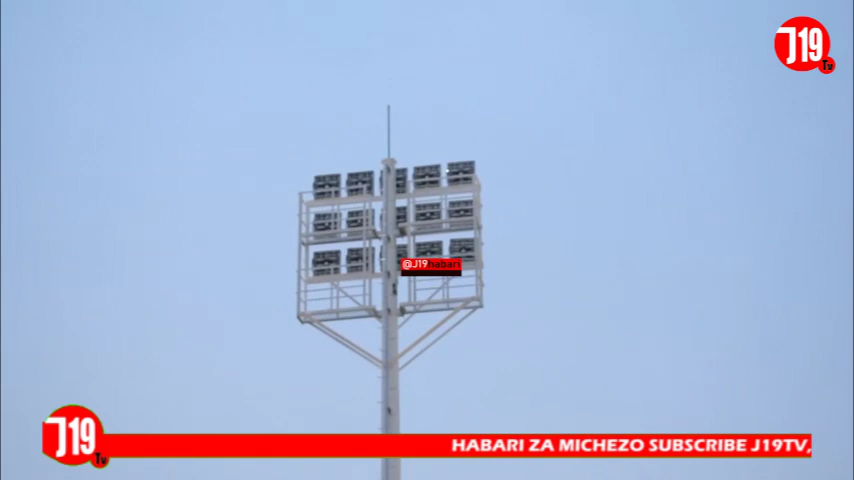 J19
Tv
@J19habari
J19
Tv
HABARI ZA MICHEZO SUBSCRIBE J19TV,